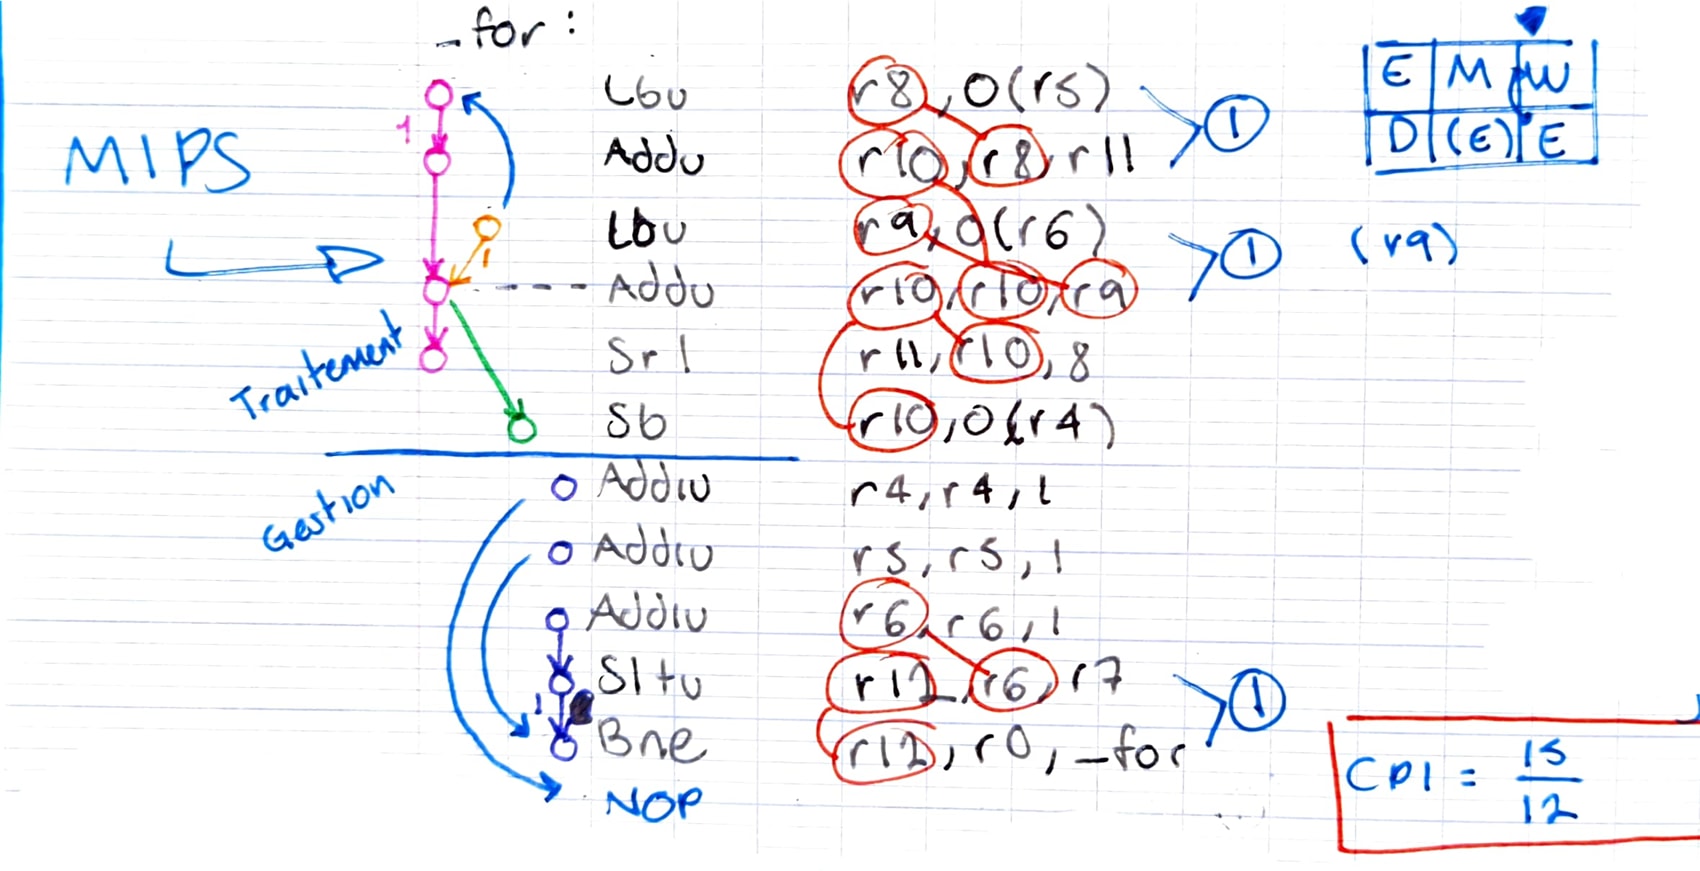 _for :
Lbu r8, 0(r5) 1
E M W
D (E) E
1
Addu r10, r8, r11
MIPS
Lbu r9, 0(r6) 1 (r9)
1
Addu r10, r10, r9
Traitement
Srl r11, r10, 8
Sb r10, 0(r4)
Gestion
Addiu r4, r4, 1
Addiu r5, r5, 1
Addiu r6, r6, 1
Sltu r12, r6, r7 1
1
Bne r12, r0, _for
CPI = 15
12
NOP